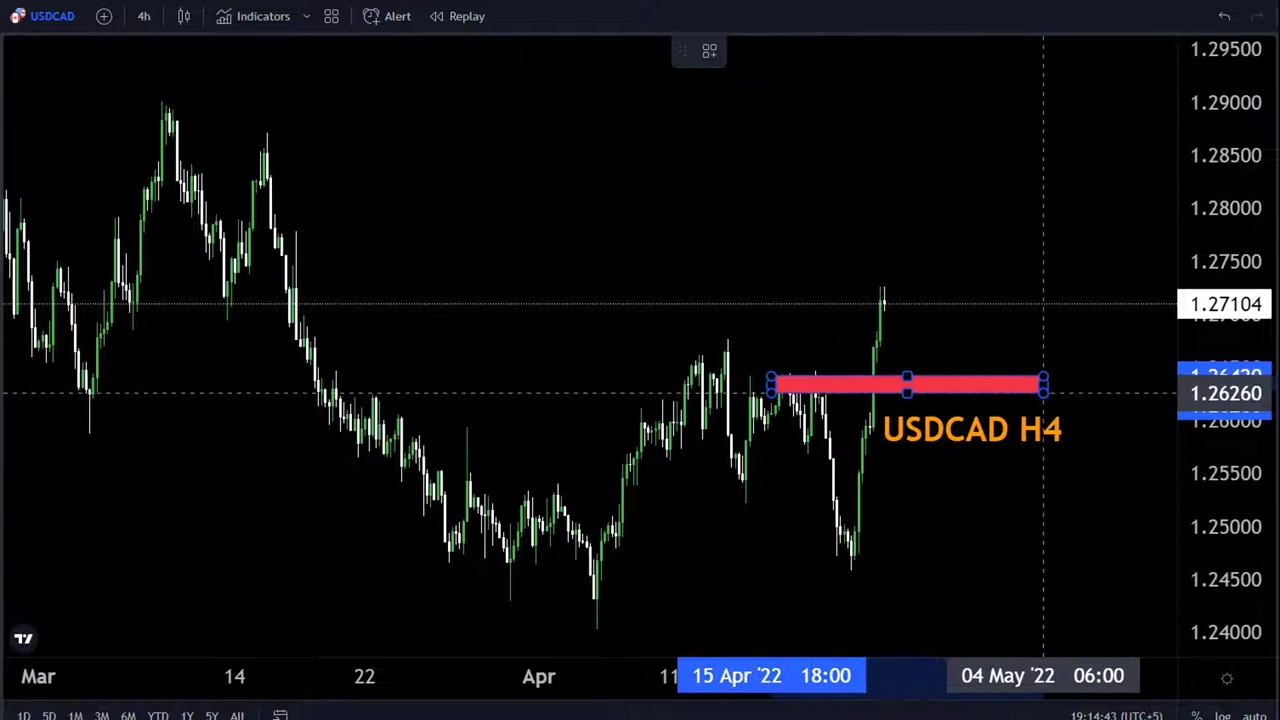 USDCAD 4h Indicators Alert Replay
1.29500
1.29000
1.28500
1.28000
1.27500
1.27104
1.26260
1.25500
1.25000
1.24500
1.24000
USDCAD H4
Mar 14 22 Apr 11 15 Apr '22 18:00 04 May '22 06:00
1D 5D 1M 3M 6M YTD 1Y 5Y All 19:14:43 (UTC+5) % log auto